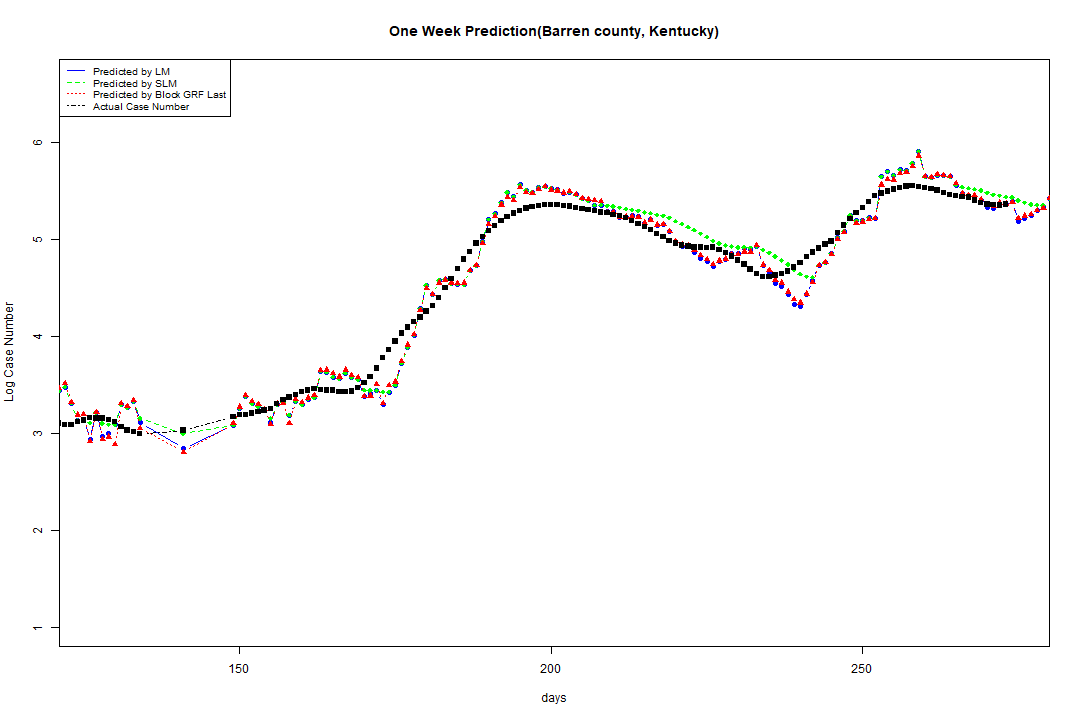 One Week Prediction(Barren county, Kentucky)
Predicted by LM
Predicted by SLM
Predicted by Block GRF Last
Actual Case Number
6
5
4
3
2
1
Log Case Number
150
200
250
days